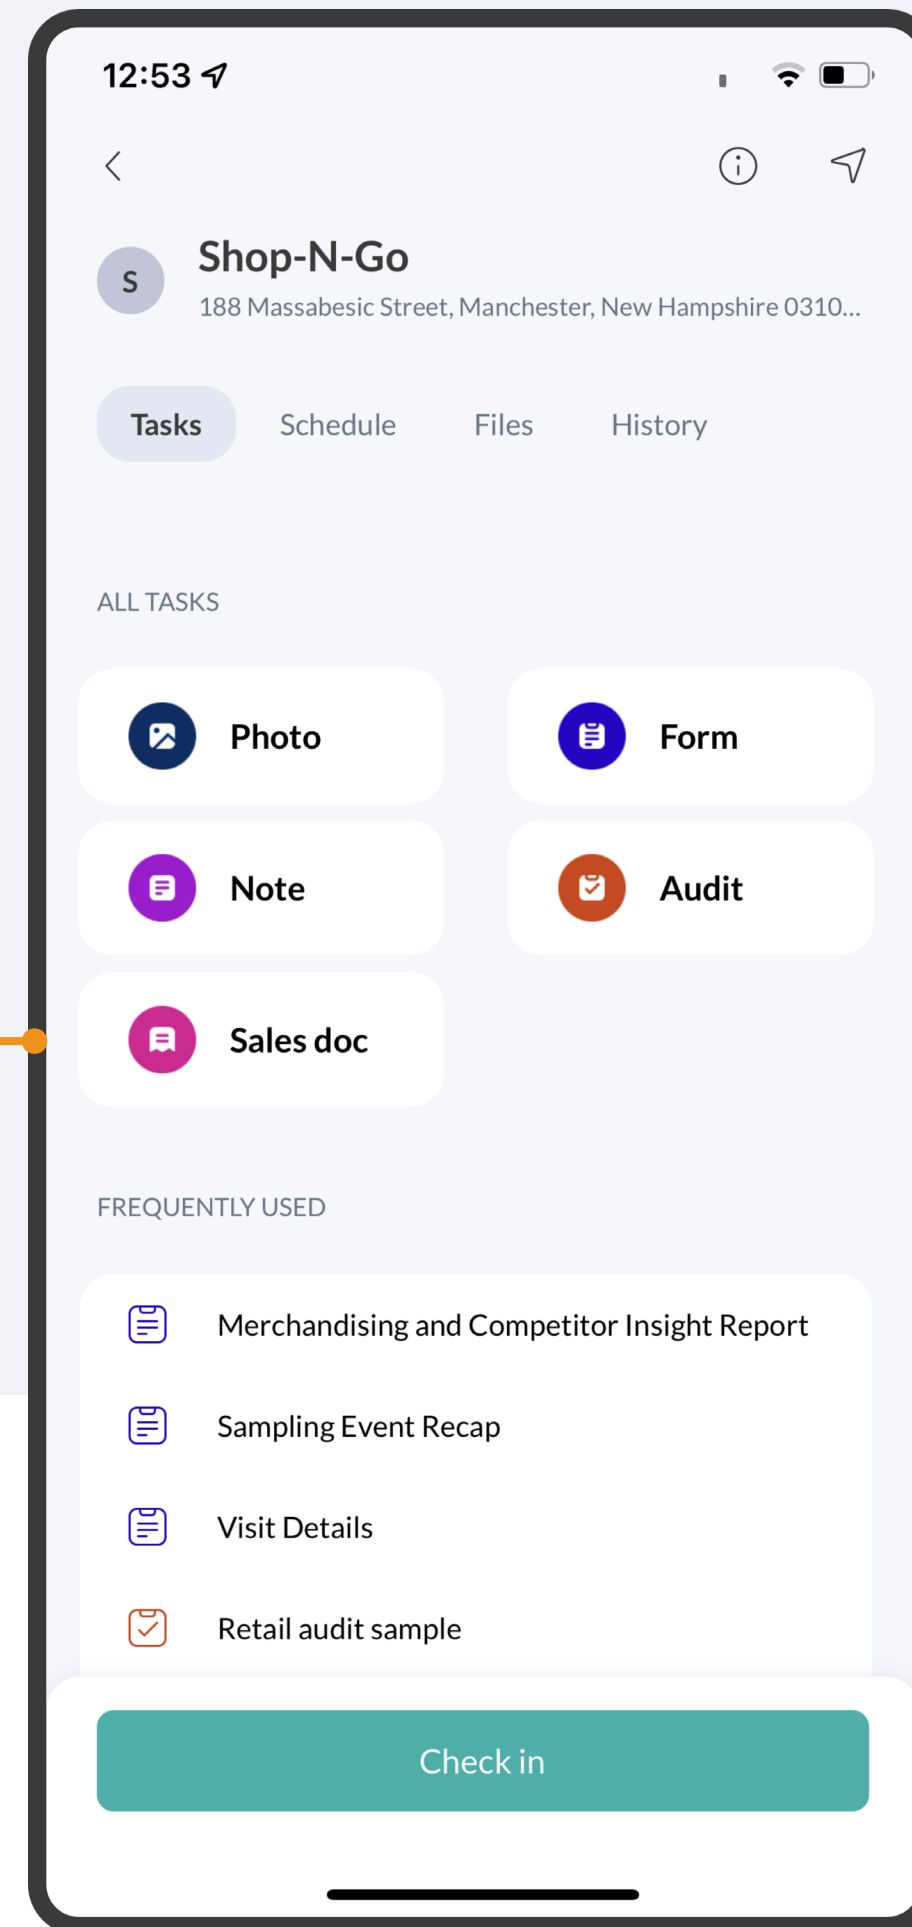 12:53
Shop-N-Go
S
188 Massabesic Street, Manchester, New Hampshire 0310...
Tasks Schedule Files History
ALL TASKS
Photo Form
Note Audit
Sales doc
FREQUENTLY USED
Merchandising and Competitor Insight Report
Sampling Event Recap
Visit Details
Retail audit sample
Check in